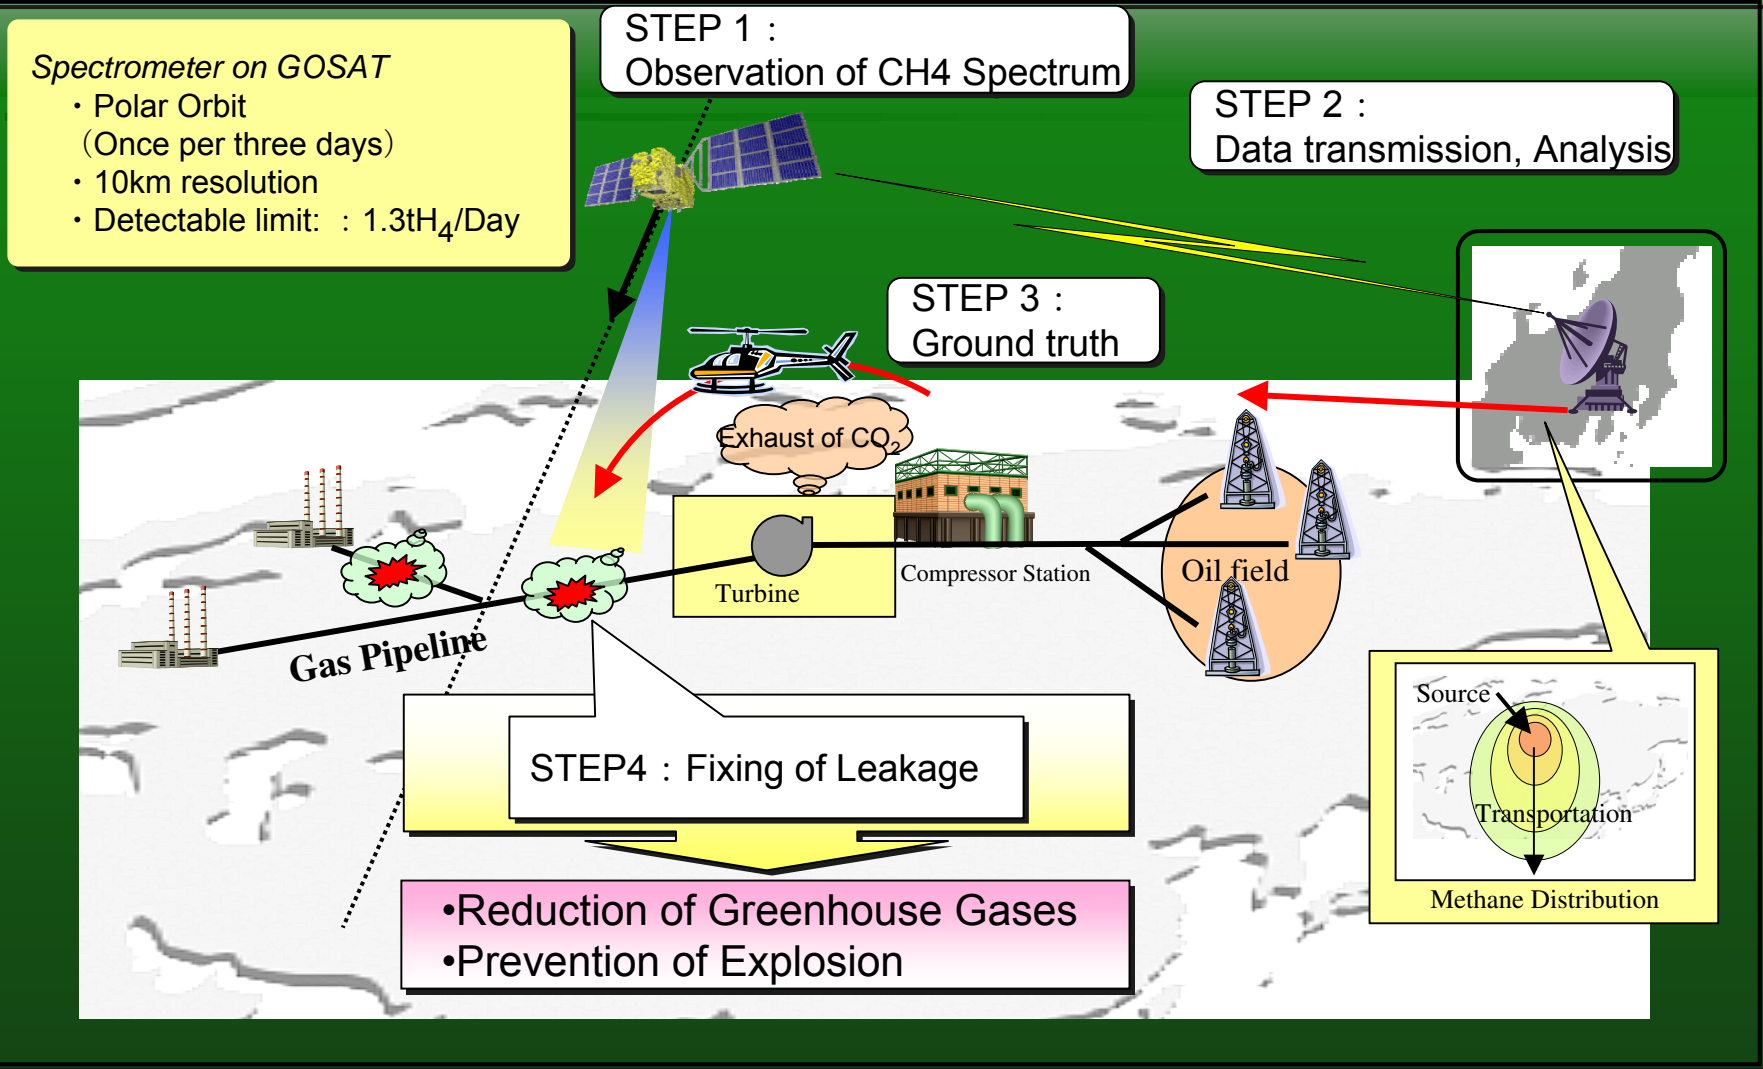 Spectrometer on GOSAT
・Polar Orbit
（Once per three days）
・10km resolution
・Detectable limit: ：1.3tH4/Day
STEP 1：
Observation of CH4 Spectrum
STEP 2：
Data transmission, Analysis
STEP 3：
Ground truth
Exhaust of CO2
Turbine
Compressor Station
Oil field
Gas Pipeline
STEP4：Fixing of Leakage
•Reduction of Greenhouse Gases
•Prevention of Explosion
Source
Transportation
Methane Distribution